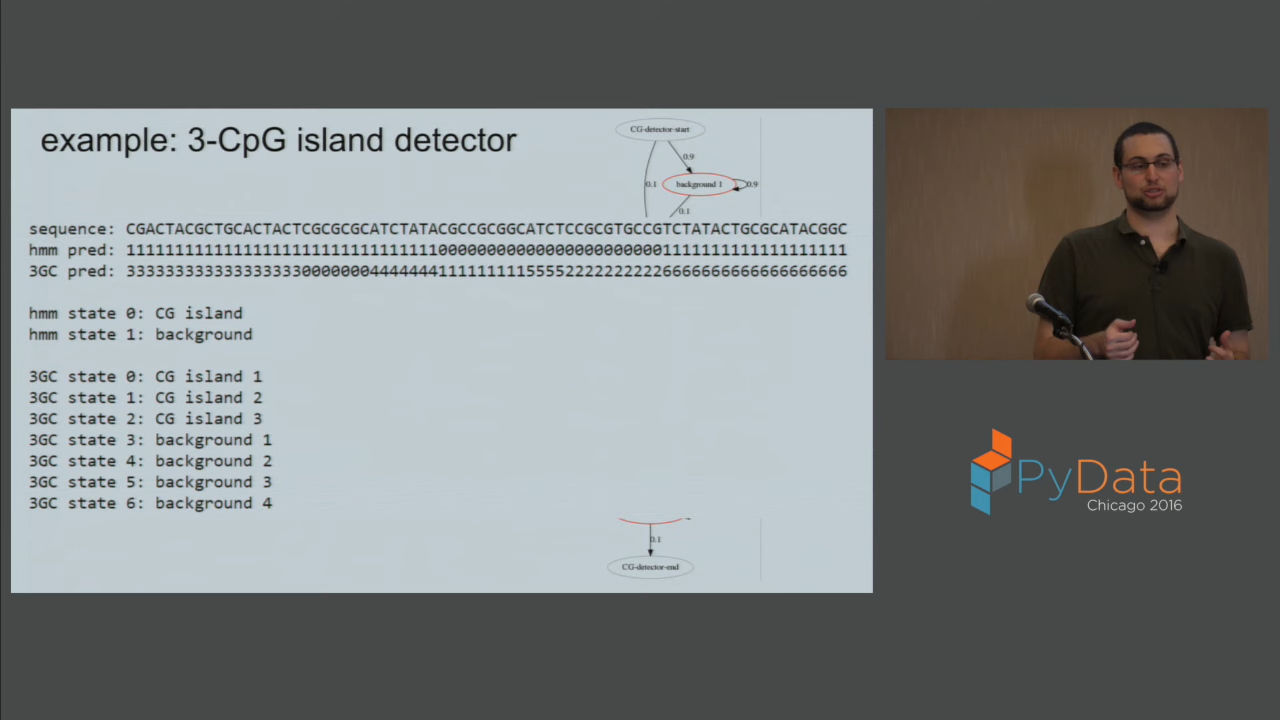 example: 3-CpG island detector
CG-detector-start
0.9
0.1
background 1
0.9
0.1
sequence: CGACTACGCTGCACTACTCGCGCGCATCTATACGCCGCGGCATCTCCGCGTGCCGTCTATACTGCGCATACGGC
hmm pred: 11111111111111111111111111111111000000000000000000000001111111111111111111
3GC pred: 33333333333333333300000004444444111111111555522222222226666666666666666666
hmm state 0: CG island
hmm state 1: background
3GC state 0: CG island 1
3GC state 1: CG island 2
3GC state 2: CG island 3
3GC state 3: background 1
3GC state 4: background 2
3GC state 5: background 3
3GC state 6: background 4
0.1
CG-detector-end
PyData
Chicago 2016